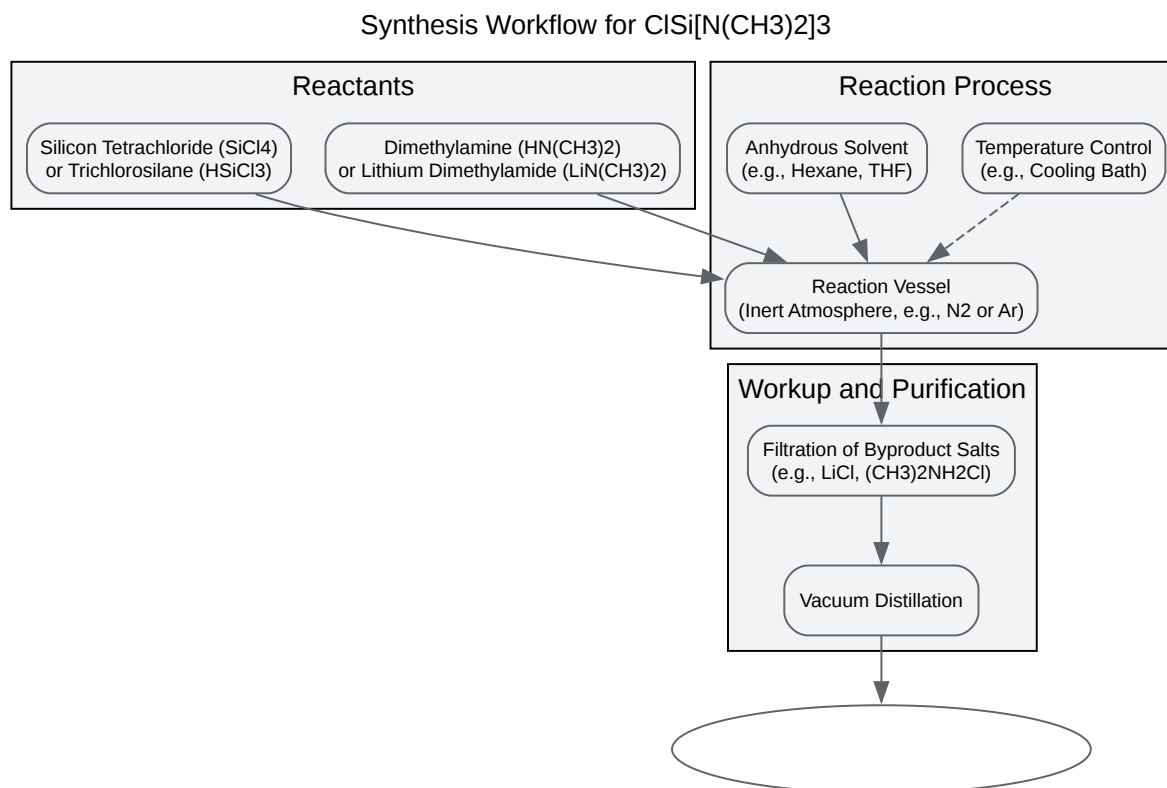 Synthesis Workflow for ClSi[N(CH3)2]3
Reactants
Silicon Tetrachloride (SiCl4)
or Trichlorosilane (HSiCl3)
Dimethylamine (HN(CH3)2)
or Lithium Dimethylamide (LiN(CH3)2)
Reaction Process
Anhydrous Solvent
(e.g., Hexane, THF)
Temperature Control
(e.g., Cooling Bath)
Reaction Vessel
(Inert Atmosphere, e.g., N2 or Ar)
Workup and Purification
Filtration of Byproduct Salts
(e.g., LiCl, (CH3)2NH2Cl)
Vacuum Distillation